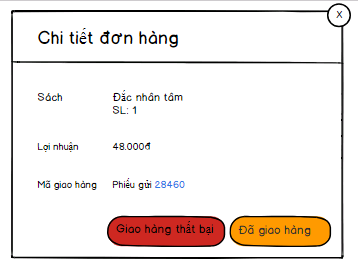 X
Chi tiết đơn hàng
Sách
Đắc nhân tâm
SL: 1
Lợi nhuận
48.000đ
Mã giao hàng
Phiếu gửi 28460
Giao hàng thất bại
Đã giao hàng